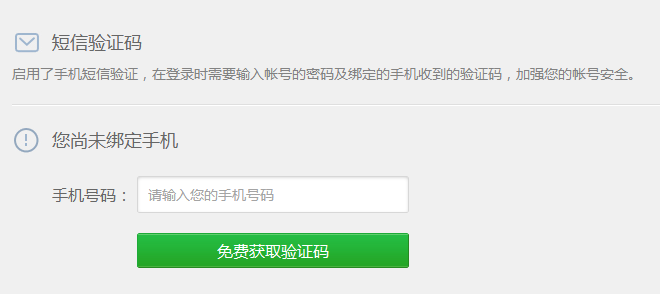 短信验证码
启用了手机短信验证，在登录时需要输入帐号的密码及绑定的手机收到的验证码，加强您的帐号安全。
您尚未绑定手机
手机号码： 请输入您的手机号码
免费获取验证码